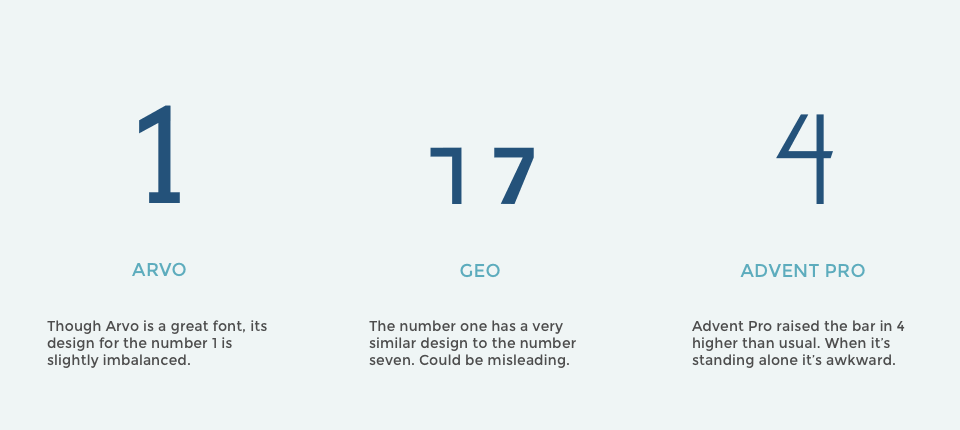 1
17
4
ARVO
GEO
ADVENT PRO
Though Arvo is a great font, its
design for the number 1 is
slightly imbalanced.
The number one has a very
similar design to the number
seven. Could be misleading.
Advent Pro raised the bar in 4
higher than usual. When it’s
standing alone it’s awkward.